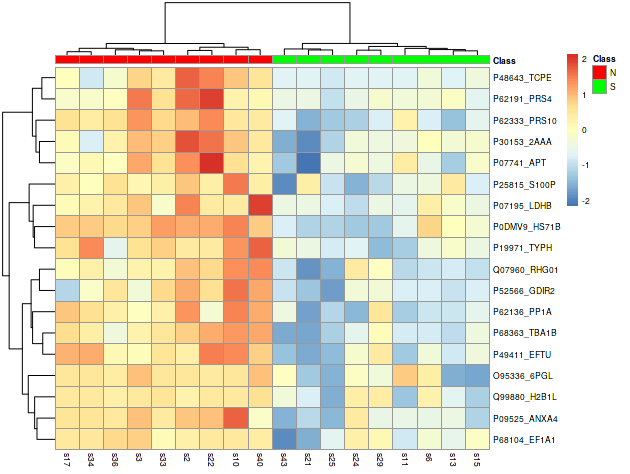 Class
P48643_TCPE
P62191_PRS4
P62333_PRS10
P30153_2AAA
P07741_APT
P25815_S100P
P07195_LDHB
P0DMV9_HS71B
P19971_TYPH
Q07960_RHG01
P52566_GDIR2
P62136_PP1A
P68363_TBA1B
P49411_EFTU
O95336_6PGL
Q99880_H2B1L
P09525_ANXA4
P68104_EF1A1
s17 s34 s36 s3 s33 s2 s22 s10 s40 s43 s21 s25 s24 s29 s11 s6 s13 s15
2
1
0
-1
-2
Class
N
S